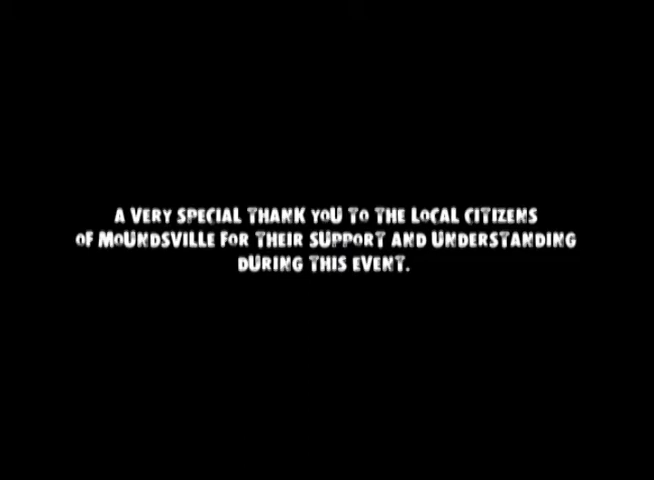 A VERY SPECIAL THANK YOU TO THE LOCAL CITIZENS
OF MOUNDSVILLE FOR THEIR SUPPORT AND UNDERSTANDING
DURING THIS EVENT.